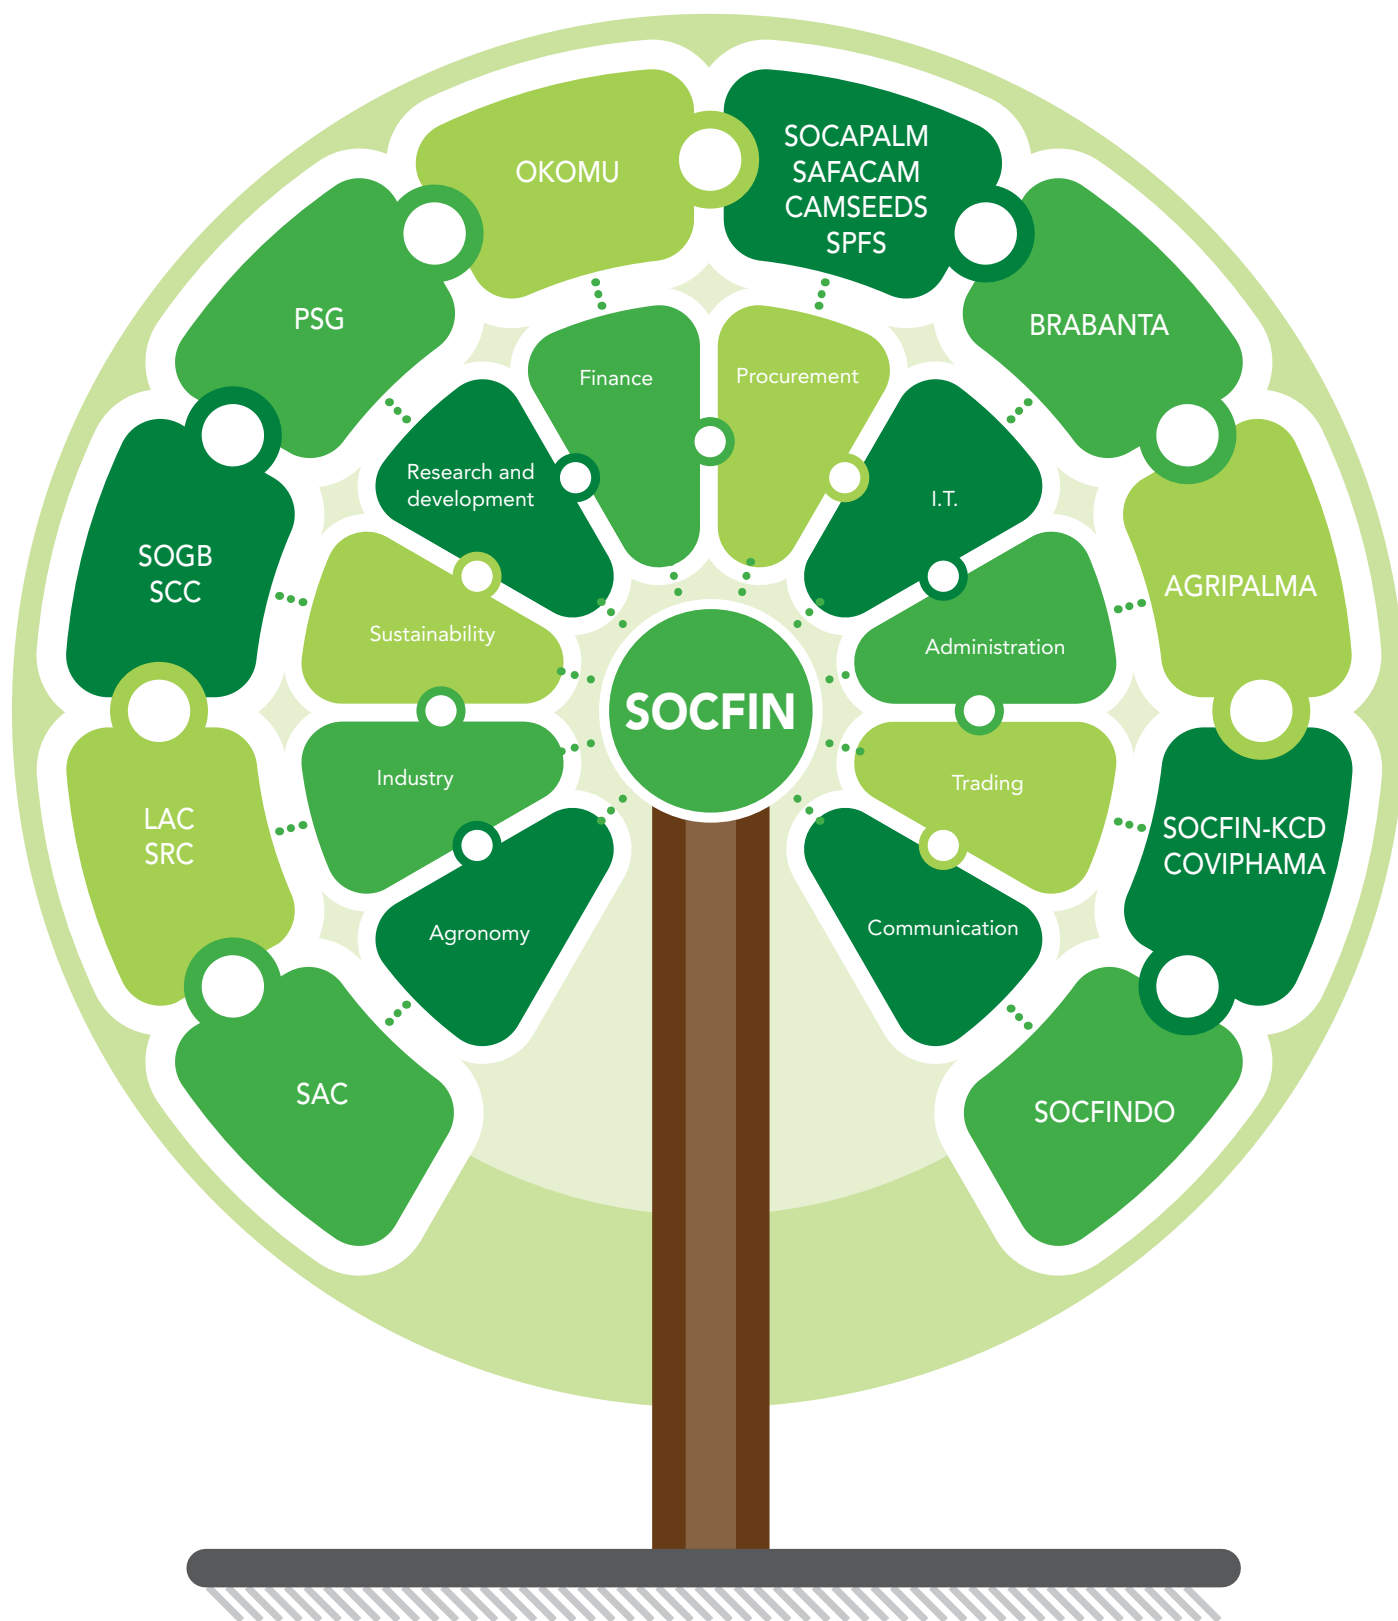 SOCAPALM
SAFACAM
CAMSEEDS
SPFS
OKOMU
PSG
BRABANTA
Finance
Procurement
Research and
development
I.T.
SOGB
SCC
AGRIPALMA
Sustainability
Administration
SOCFIN
Industry
Trading
LAC
SRC
SOCFIN-KCD
COVIPHAMA
Agronomy
Communication
SAC
SOCFINDO